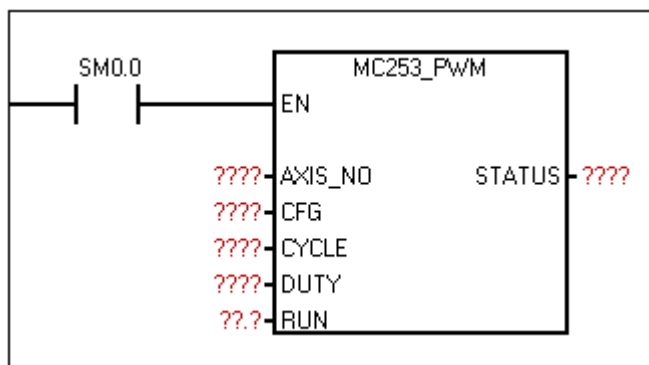 SM0.0
MC253_PWM
EN
???? AXIS_NO STATUS ????
???? CFG
???? CYCLE
???? DUTY
??.? RUN